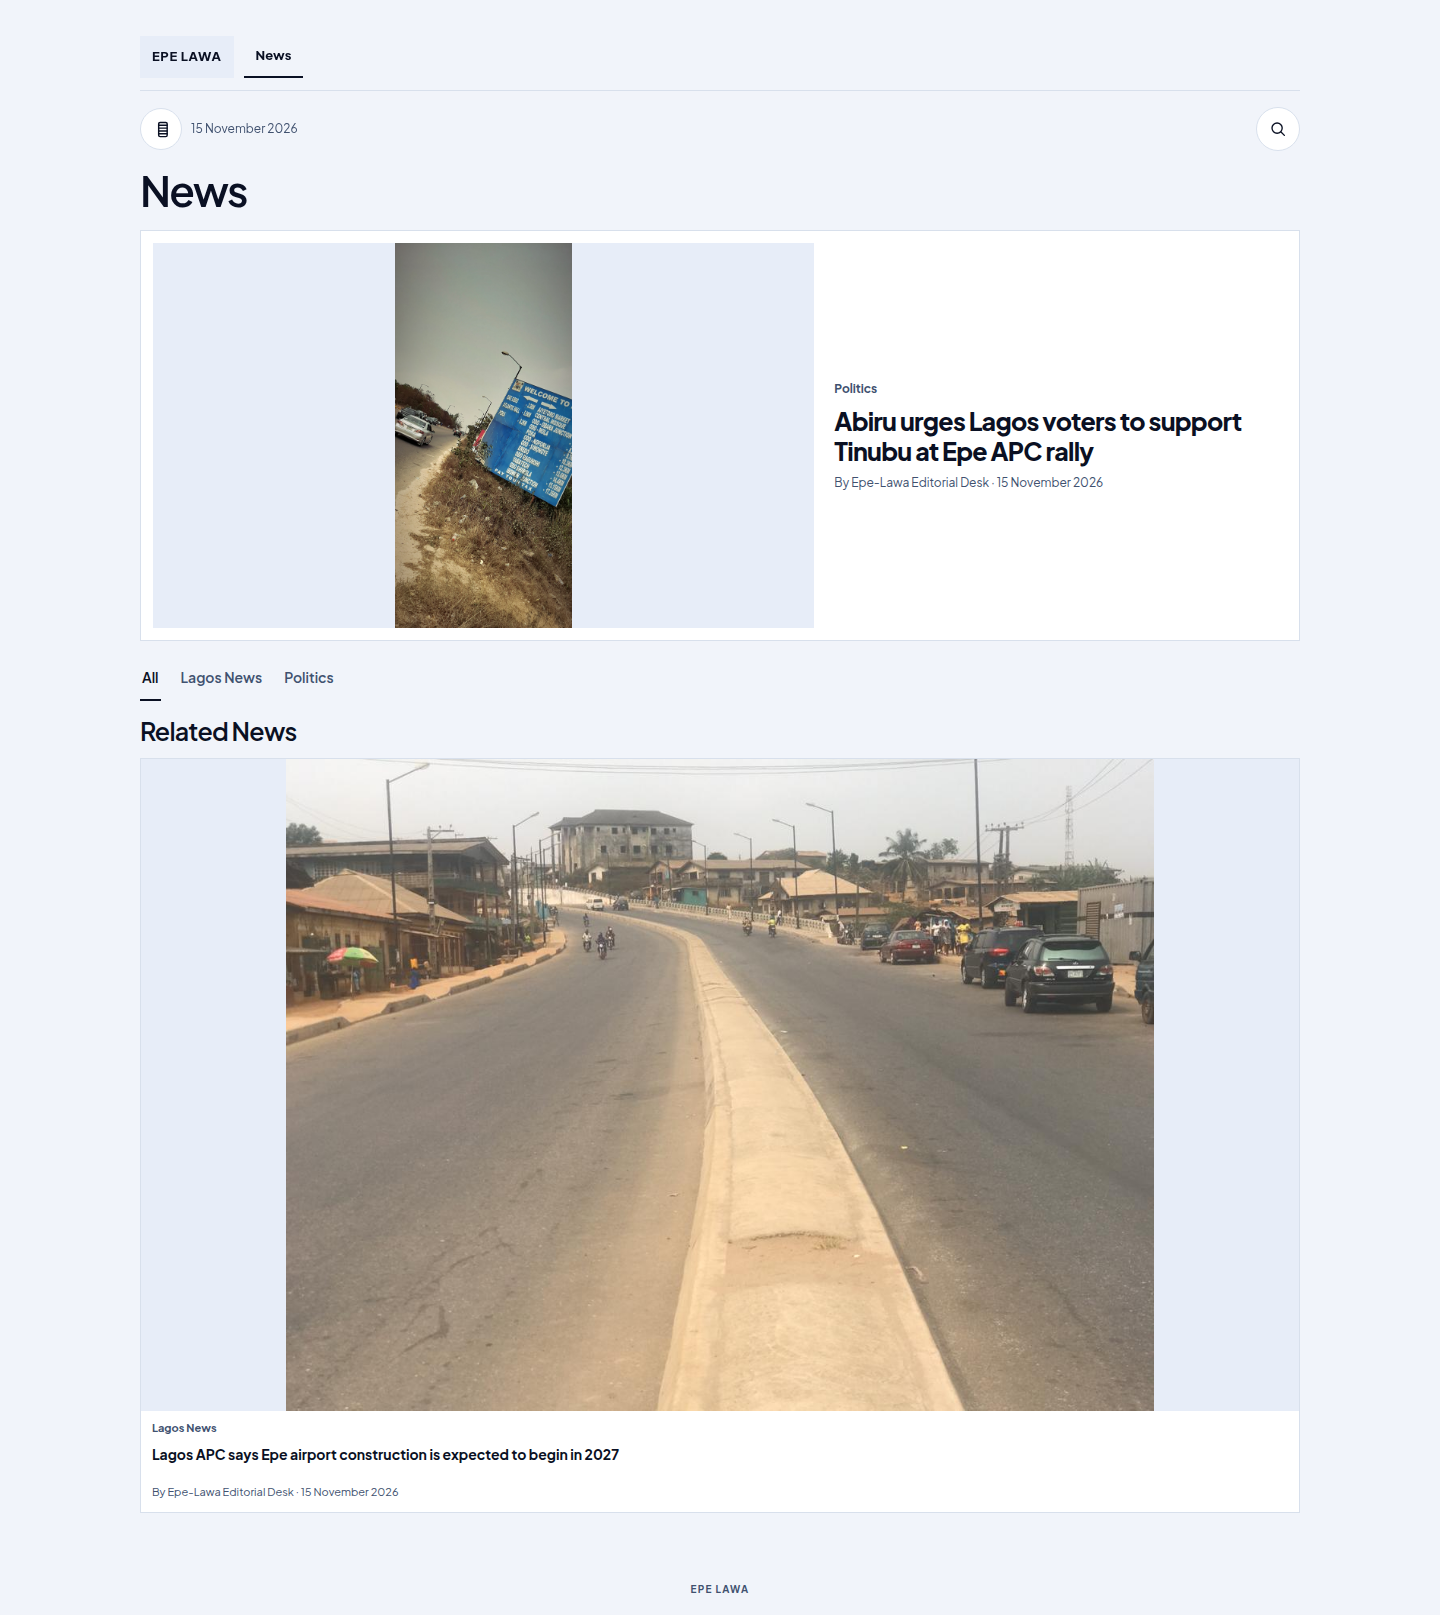 EPE LAWA
News
15 November 2026
News
WELCOME TO
Politics
Abiru urges Lagos voters to support
Tinubu at Epe APC rally
By Epe-Lawa Editorial Desk · 15 November 2026
All
Lagos News
Politics
Related News
Lagos News
Lagos APC says Epe airport construction is expected to begin in 2027
By Epe-Lawa Editorial Desk · 15 November 2026
EPE LAWA